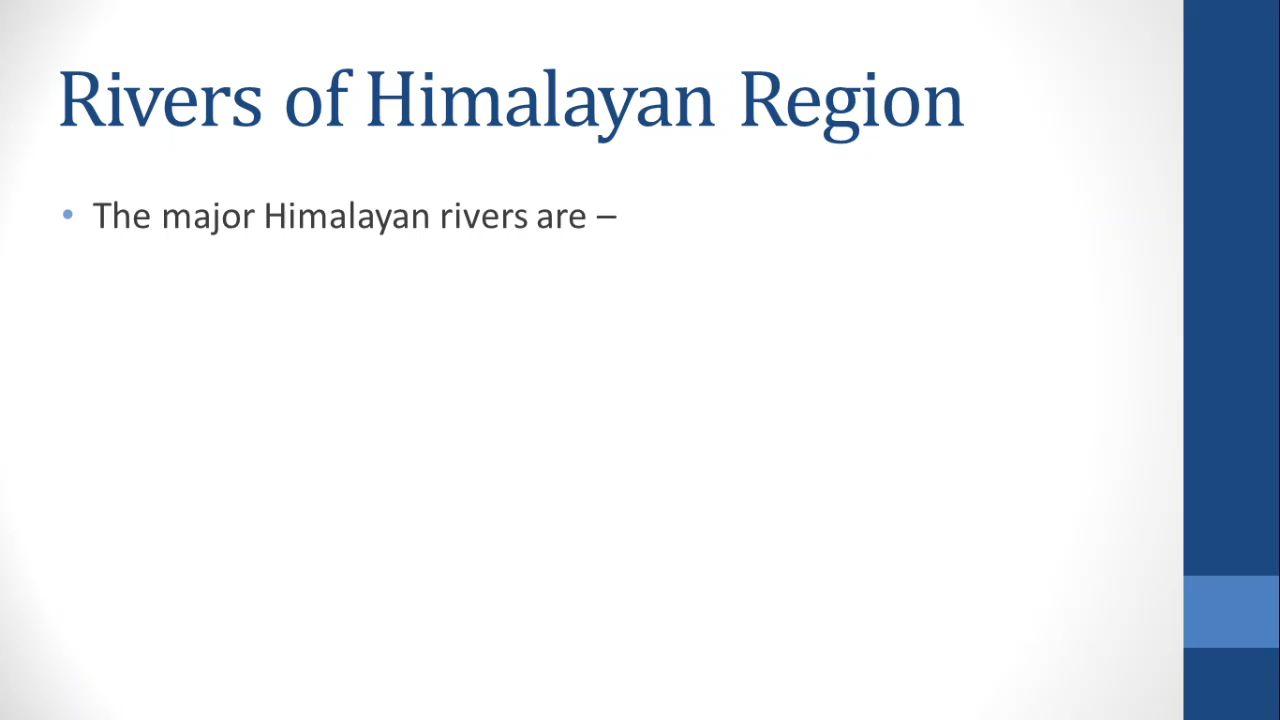 Rivers of Himalayan Region
• The major Himalayan rivers are –